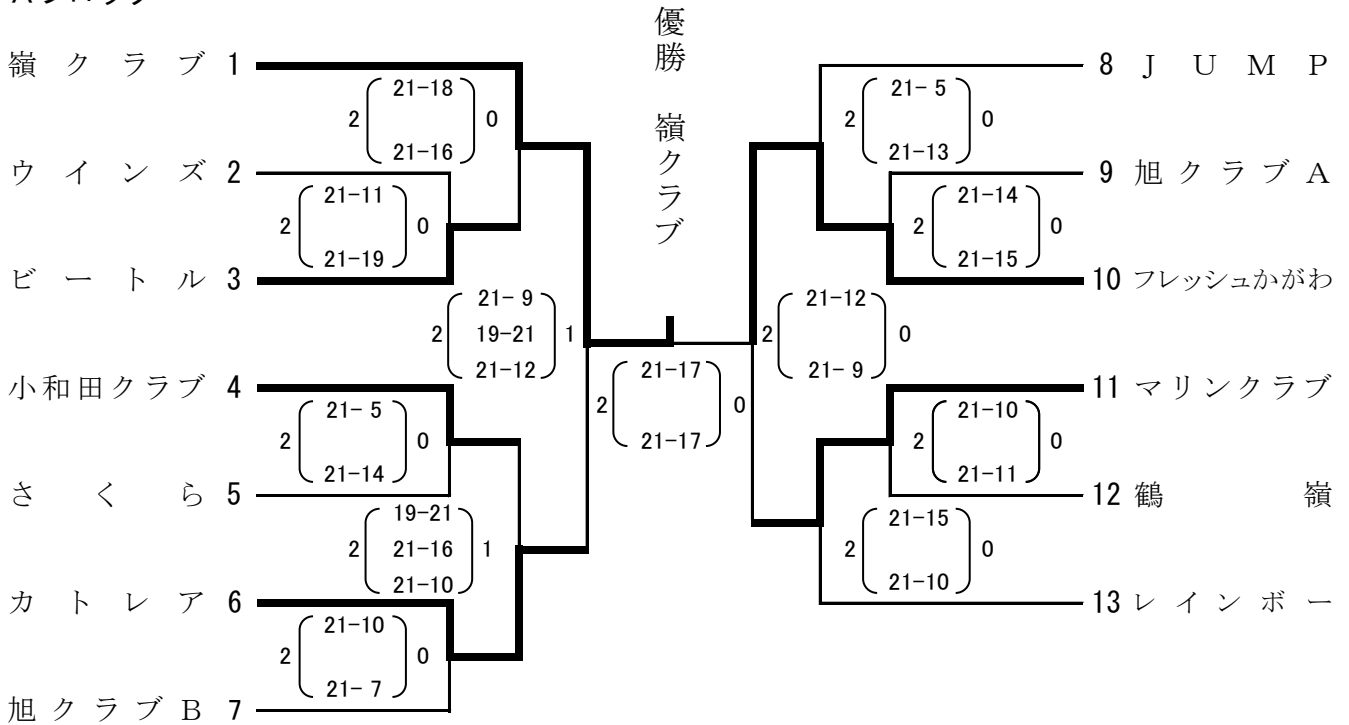 優勝 嶺クラブ
嶺クラブ 1
2 21-18 0
21-16
ウインズ 2
2 21-11 0
21-19
ビートル 3
21- 9
2 19-21 1
21-12
小和田クラブ 4
2 21- 5 0
21-14
さくら 5
19-21
2 21-16 1
21-10
カトレア 6
2 21-10 0
21- 7
旭クラブB 7
2 21-17 0
21-17
8 JUMP
2 21- 5 0
21-13
9 旭クラブA
2 21-14 0
21-15
10 フレッシュかがわ
2 21-12 0
21- 9
11 マリンクラブ
2 21-10 0
21-11
12 鶴嶺
2 21-15 0
21-10
13 レインボー